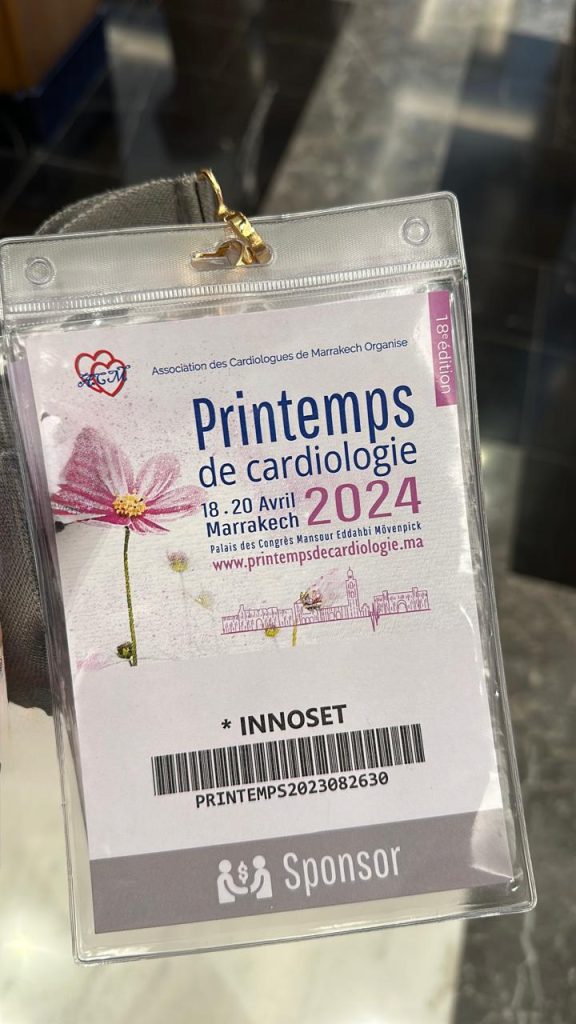 ACM
Association des Cardiologues de Marrakech Organise
18e édition
Printemps
de cardiologie
18 . 20 Avril 2024
Marrakech
Palais des Congrès Mansour Eddahbi Mövenpick
www.printempsdecardiologie.ma
* INNOSET
PRINTEMPS2023082630
$
Sponsor